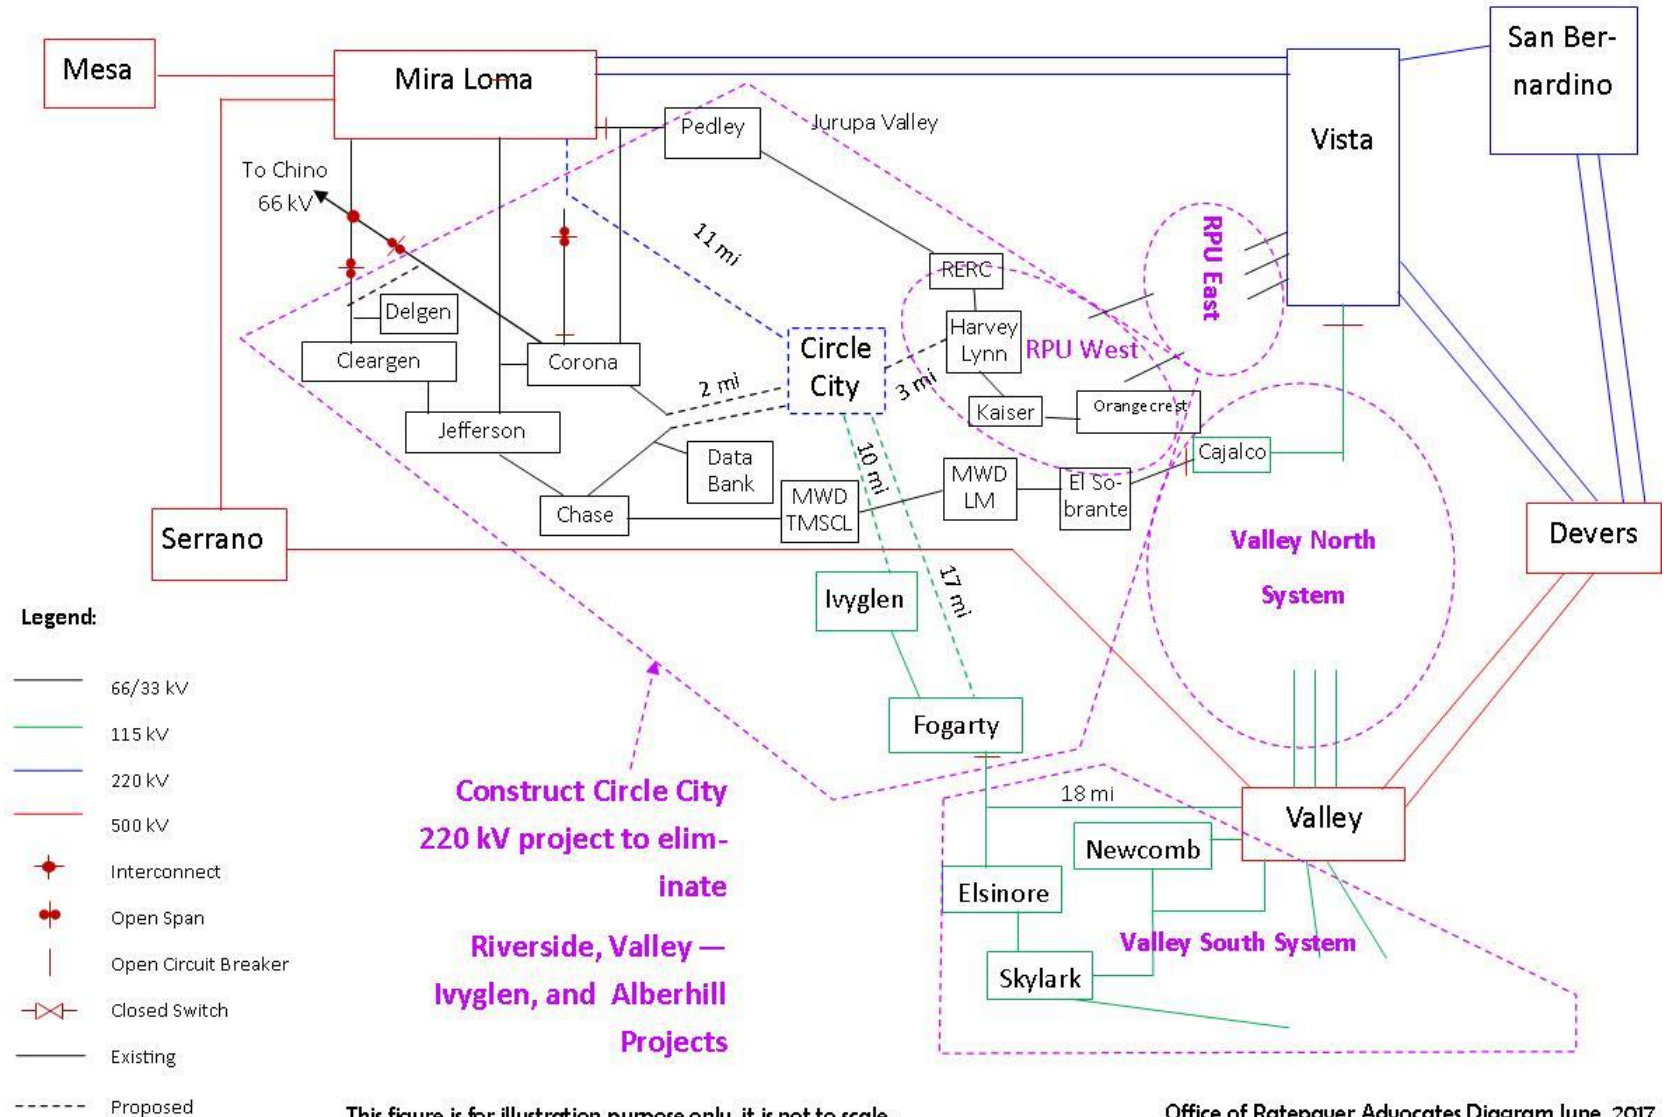 Mesa
Mira Loma
San Ber-
nardino
Vista
Pedley
Jurupa Valley
To Chino
66 kV
11 mi
RPU East
RERC
Delgen
Harvey
Lynn
RPU West
Circle
City
Cleargen
Corona
2 mi
3 mi
Kaiser
Orangecrest
Jefferson
10 mi
Cajalco
Data
Bank
MWD
LM
El So-
brante
MWD
TMSCL
Chase
Serrano
Valley North
System
Devers
17 mi
Ivyglen
Legend:
66/33 kV
115 kV
220 kV
500 kV
Interconnect
Open Span
Open Circuit Breaker
Closed Switch
Existing
Proposed
Fogarty
Construct Circle City
220 kV project to elim-
inate
Riverside, Valley —
Ivyglen, and Alberhill
Projects
18 mi
Valley
Newcomb
Elsinore
Valley South System
Skylark
This figure is for illustration purpose only, it is not to scale
Office of Ratepayer Advocates Diagram June, 2017